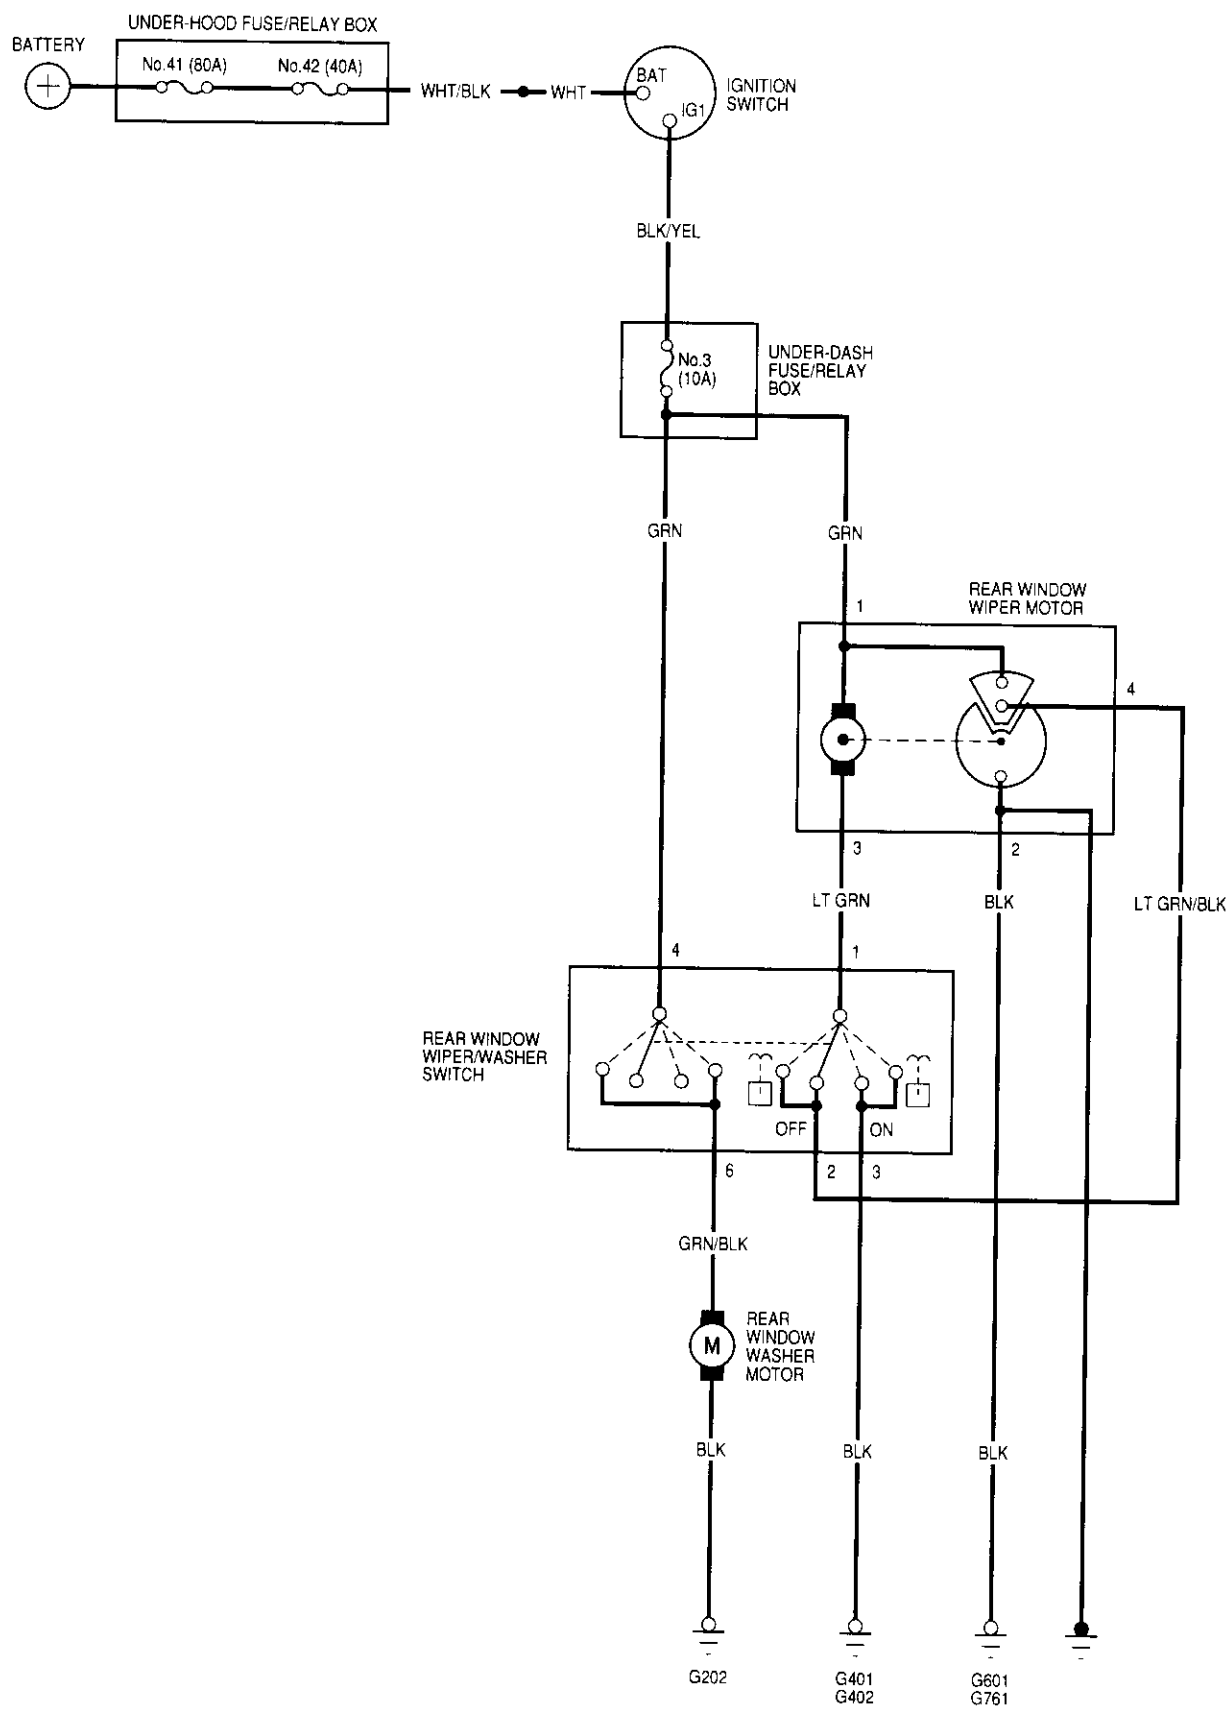 UNDER-HOOD FUSE/RELAY BOX
BATTERY
No.41 (80A)
No.42 (40A)
WHT/BLK
WHT
BAT
IG1
IGNITION
SWITCH
BLK/YEL
No.3
(10A)
UNDER-DASH
FUSE/RELAY
BOX
GRN
GRN
REAR WINDOW
WIPER MOTOR
1
4
3
2
LT GRN
BLK
LT GRN/BLK
4
1
REAR WINDOW
WIPER/WASHER
SWITCH
OFF
ON
6
2
3
GRN/BLK
M
REAR
WINDOW
WASHER
MOTOR
BLK
BLK
BLK
G202
G401
G402
G601
G761